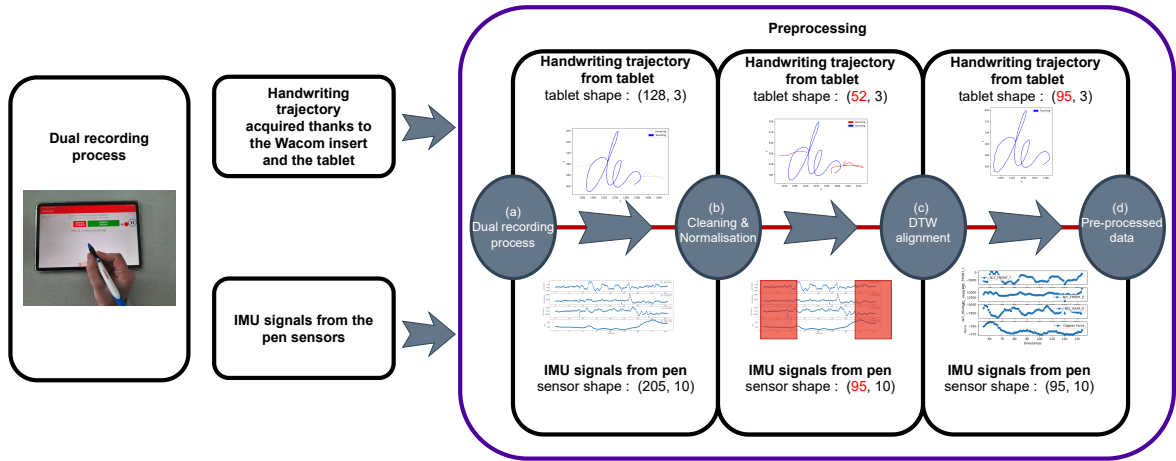 Preprocessing
Dual recording
process
Handwriting
trajectory
acquired thanks to
the Wacom insert
and the tablet
IMU signals from the
pen sensors
Handwriting trajectory
from tablet
tablet shape : (128, 3)
(a)
Dual recording
process
IMU signals from pen
sensor shape : (205, 10)
Handwriting trajectory
from tablet
tablet shape : (52, 3)
(b)
Cleaning &
Normalisation
IMU signals from pen
sensor shape : (95, 10)
Handwriting trajectory
from tablet
tablet shape : (95, 3)
(c)
DTW
alignment
IMU signals from pen
sensor shape : (95, 10)
(d)
Pre-processed
data
des
des
des
timestamps